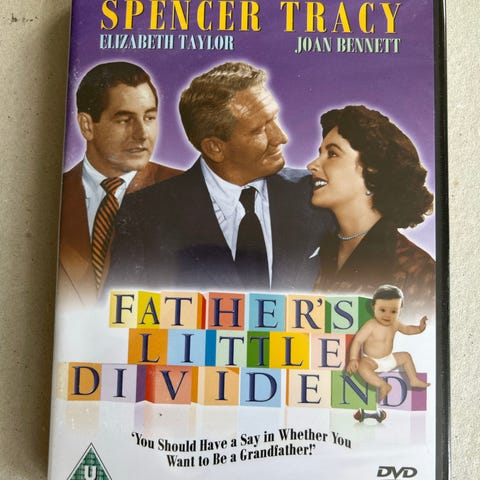 SPENCER TRACY
ELIZABETH TAYLOR JOAN BENNETT
FATHER'S
LITTLE
DIVIDEND
'You Should Have a Say in Whether You
Want to Be a Grandfather!'
U
DVD